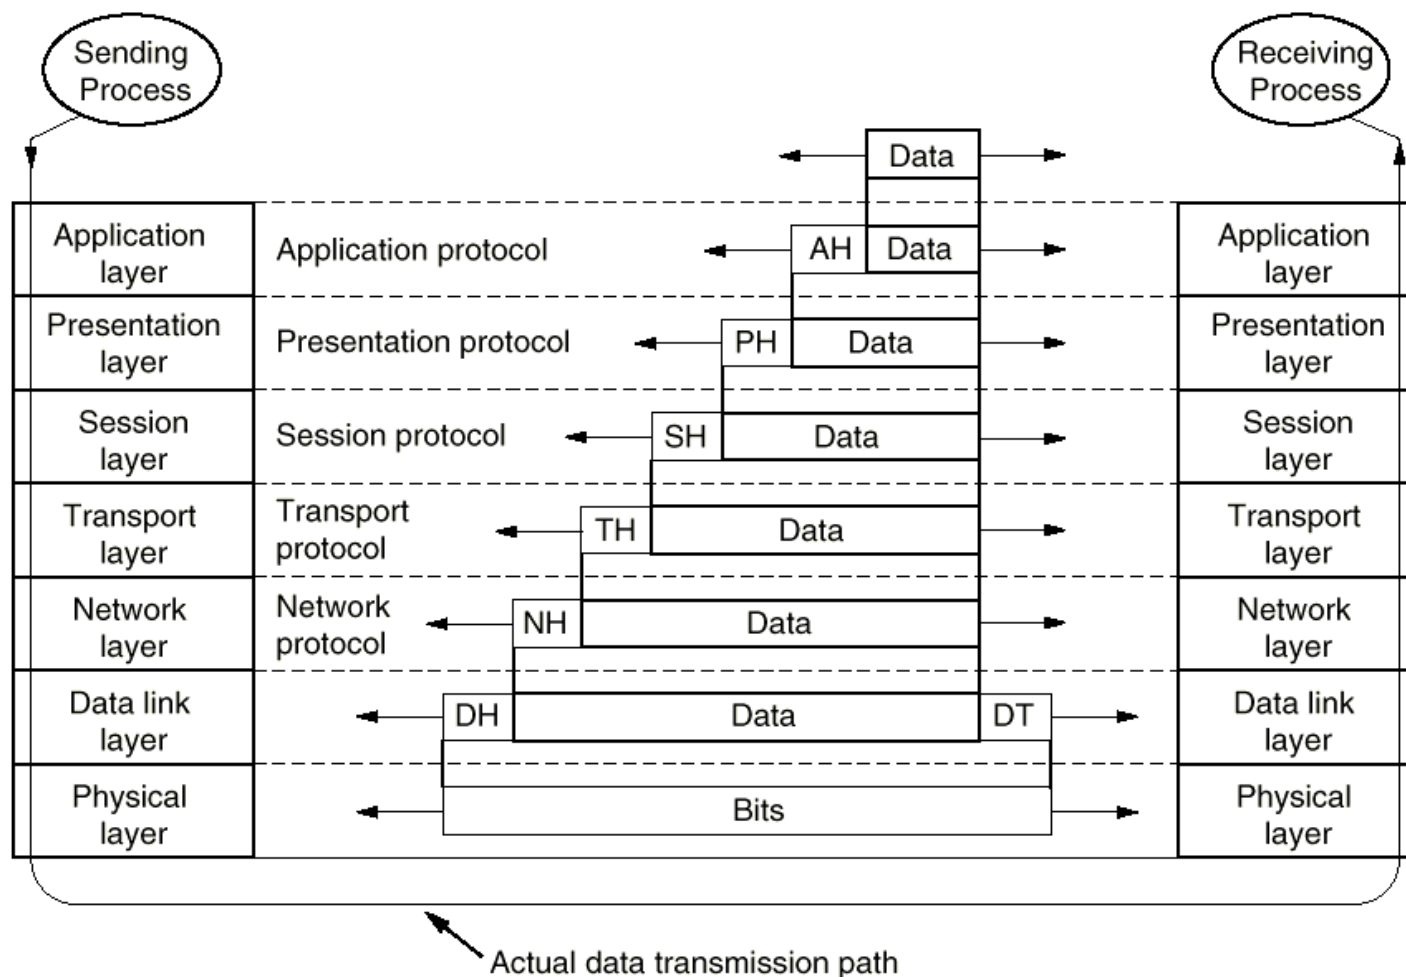 Sending
Process
Receiving
Process
Data
Application
layer
Application protocol
AH
Data
Application
layer
Presentation
layer
Presentation protocol
PH
Data
Presentation
layer
Session
layer
Session protocol
SH
Data
Session
layer
Transport
layer
Transport
protocol
TH
Data
Transport
layer
Network
layer
Network
protocol
NH
Data
Network
layer
Data link
layer
DH
Data
DT
Data link
layer
Physical
layer
Bits
Physical
layer
Actual data transmission path